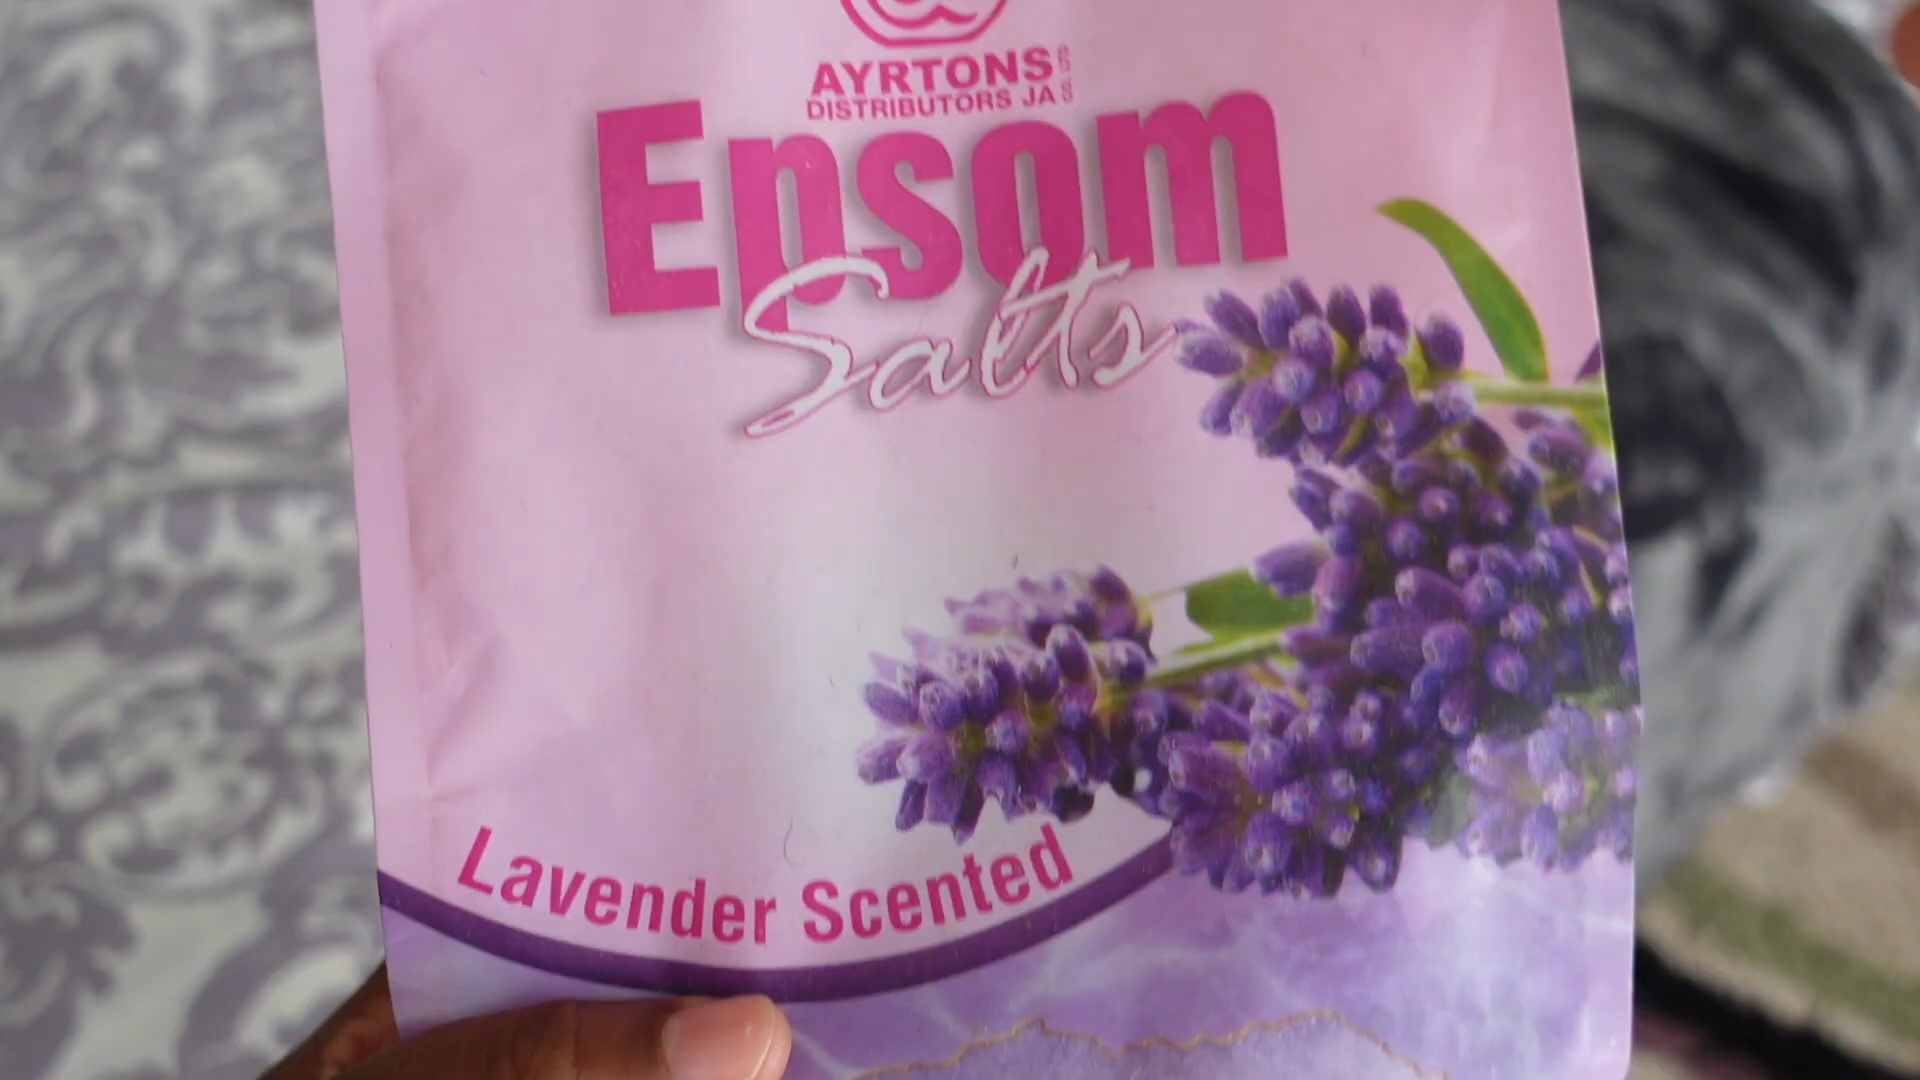 AYRTONS
DISTRIBUTORS JA
Epsom
Salts
Lavender Scented